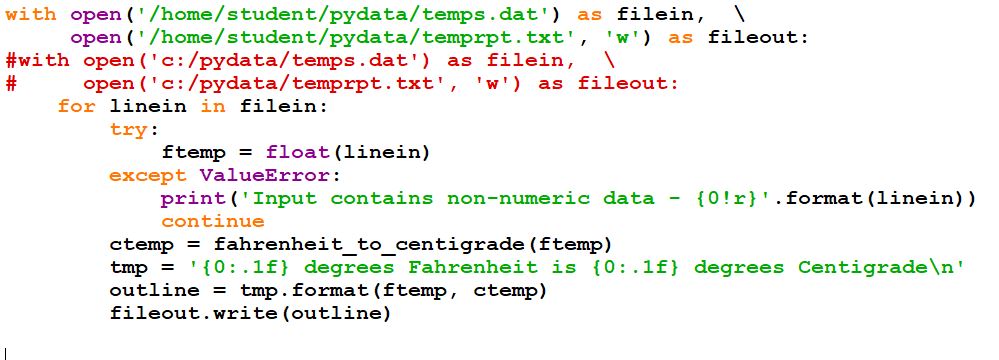 with open('/home/student/pydata/temps.dat') as filein,  \
     open('/home/student/pydata/temprpt.txt', 'w') as fileout:
#with open('c:/pydata/temps.dat') as filein,  \
#     open('c:/pydata/temprpt.txt', 'w') as fileout:
    for linein in filein:
        try:
            ftemp = float(linein)
        except ValueError:
            print('Input contains non-numeric data - {0!r}'.format(linein))
            continue
        ctemp = fahrenheit_to_centigrade(ftemp)
        tmp = '{0:.1f} degrees Fahrenheit is {0:.1f} degrees Centigrade\n'
        outline = tmp.format(ftemp, ctemp)
        fileout.write(outline)